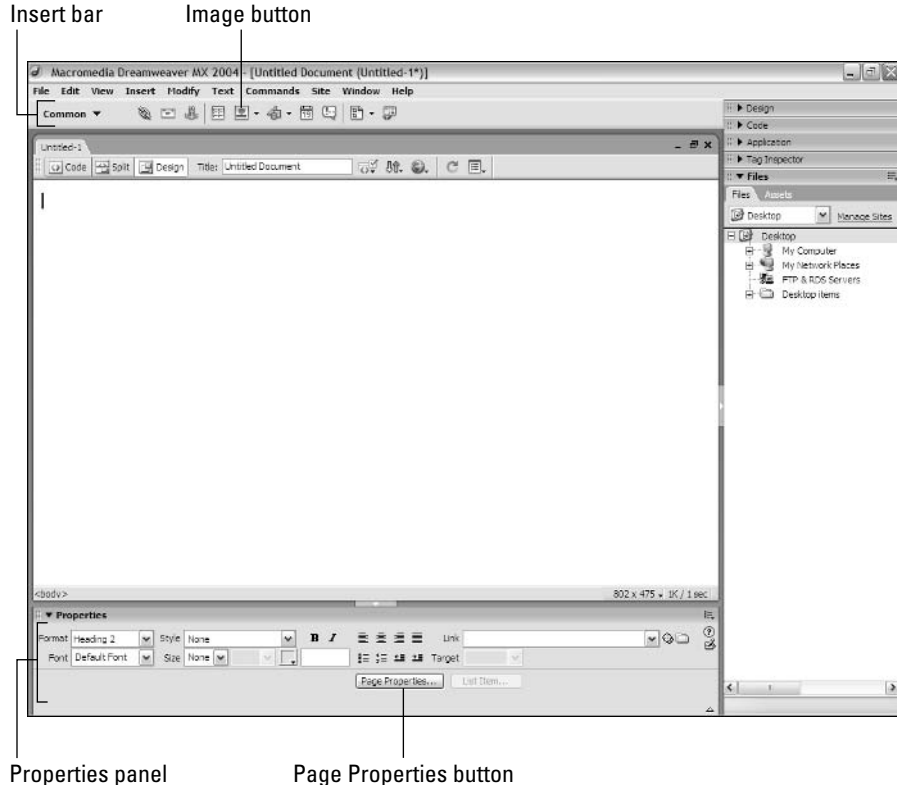 Insert bar Image button
Macromedia Dreamweaver MX 2004 - [Untitled Document (Untitled-1*)]
File Edit View Insert Modify Text Commands Site Window Help
Common
Design
Code
Application
Tag Inspector
Files
Untitled-1
Code Split Design Title: Untitled Document
Files Assets
Desktop Manage Sites
Desktop
My Computer
My Network Places
FTP & RDS Servers
Desktop items
<body> 802 x 475 1K / 1 sec
Properties
Format Heading 2 Style None B I Link
Font Default Font Size None Target
Page Properties... List Item...
Properties panel Page Properties button